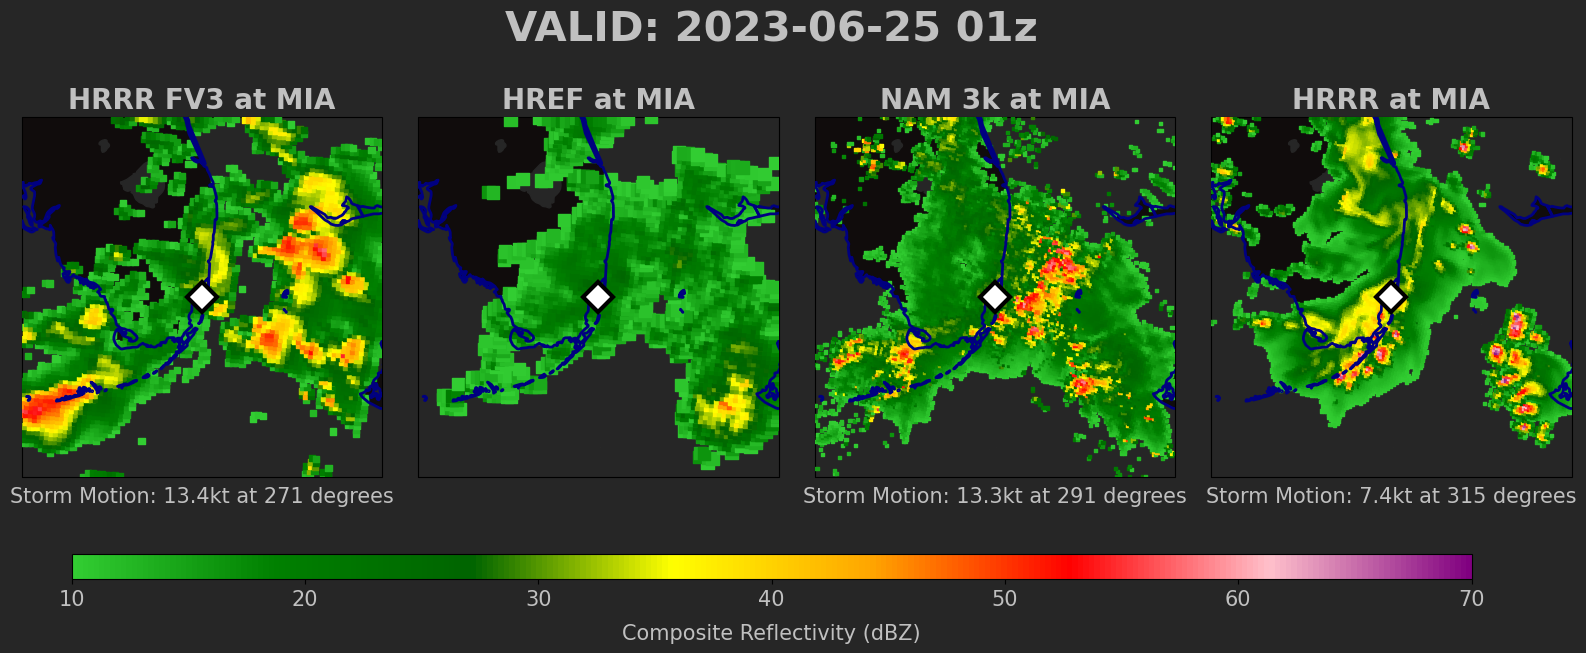 VALID: 2023-06-25 01z
HRRR FV3 at MIA
HREF at MIA
NAM 3k at MIA
HRRR at MIA
Storm Motion: 13.4kt at 271 degrees
Storm Motion: 13.3kt at 291 degrees
Storm Motion: 7.4kt at 315 degrees
10 20 30 40 50 60 70
Composite Reflectivity (dBZ)